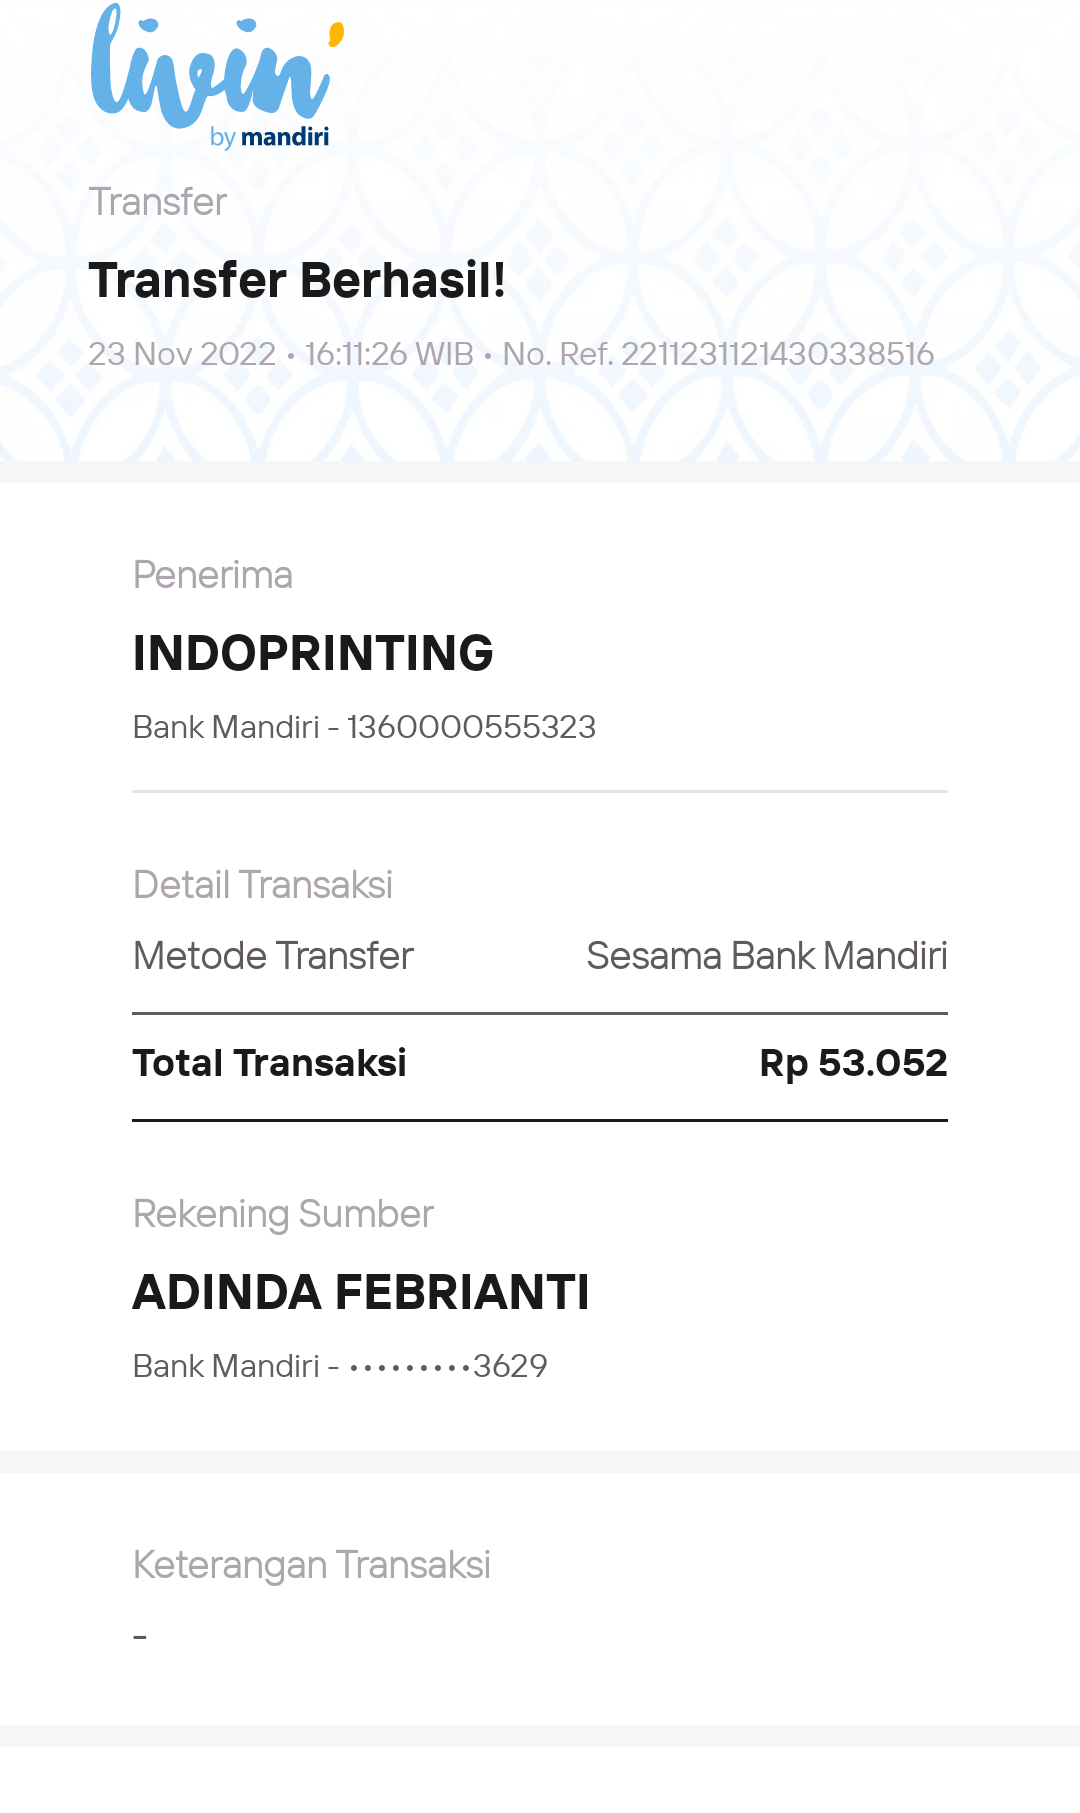 livin'
by mandiri
Transfer
Transfer Berhasil!
23 Nov 2022 • 16:11:26 WIB • No. Ref. 2211231121430338516
Penerima
INDOPRINTING
Bank Mandiri - 1360000555323
Detail Transaksi
Metode Transfer Sesama Bank Mandiri
Total Transaksi Rp 53.052
Rekening Sumber
ADINDA FEBRIANTI
Bank Mandiri - •••••••••3629
Keterangan Transaksi
-